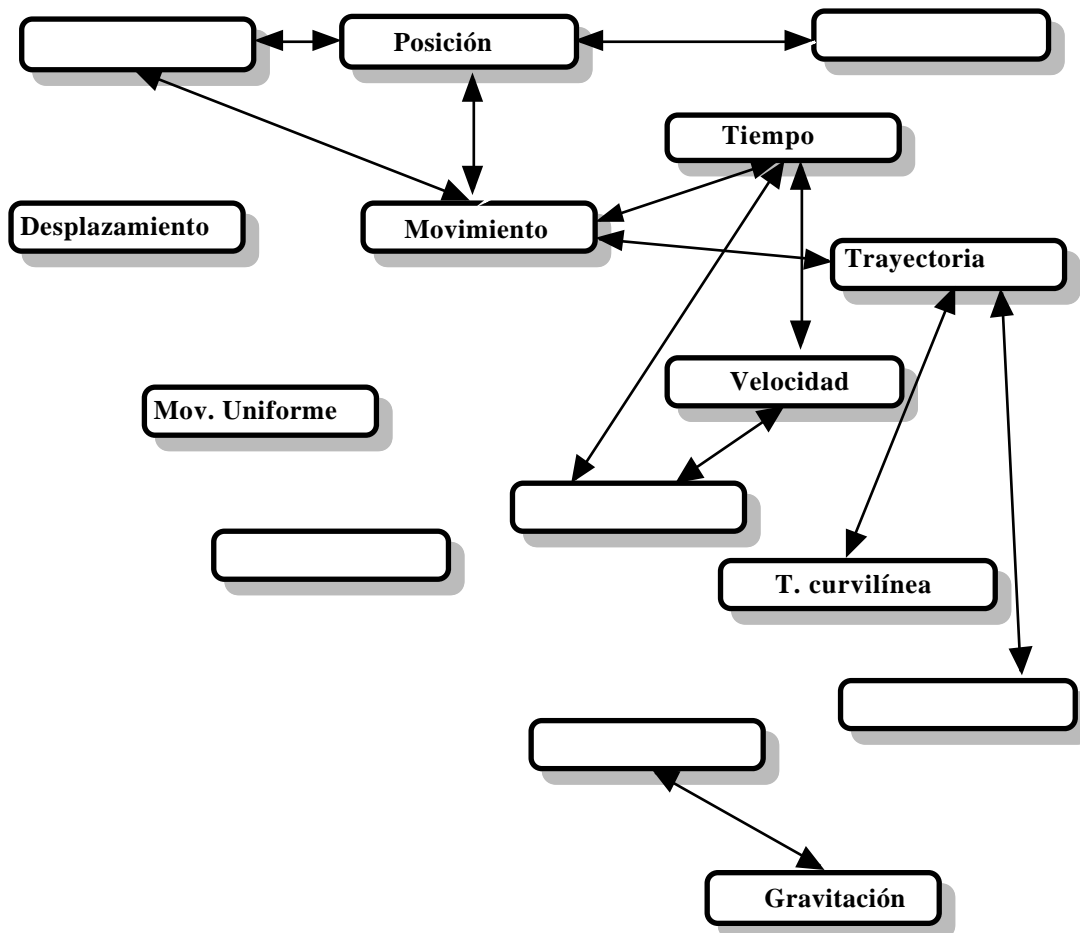 Posición
Tiempo
Desplazamiento
Movimiento
Trayectoria
Velocidad
Mov. Uniforme
T. curvilínea
Gravitación